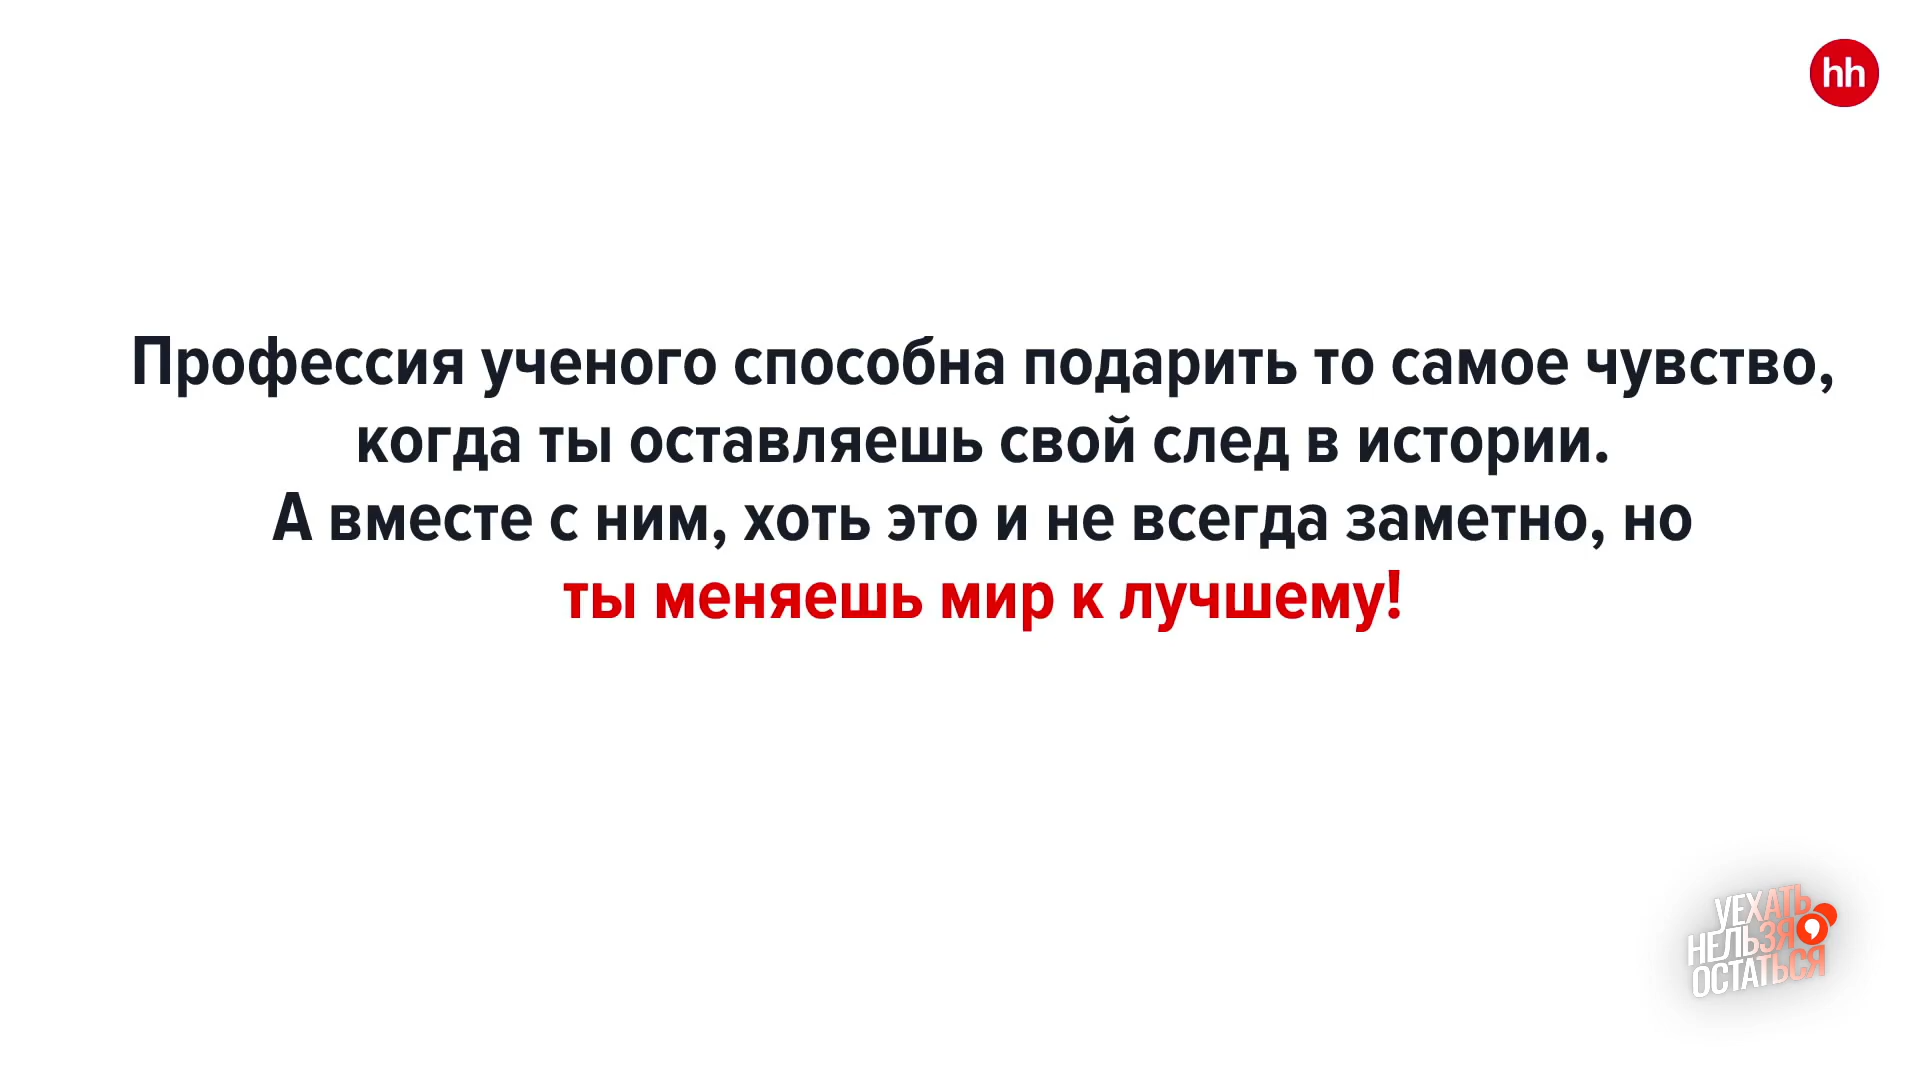 hh
Профессия ученого способна подарить то самое чувство,
когда ты оставляешь свой след в истории.
А вместе с ним, хоть это и не всегда заметно, но
ты меняешь мир к лучшему!
УЕХАТЬ
НЕЛЬЗЯ
ОСТАТЬСЯ